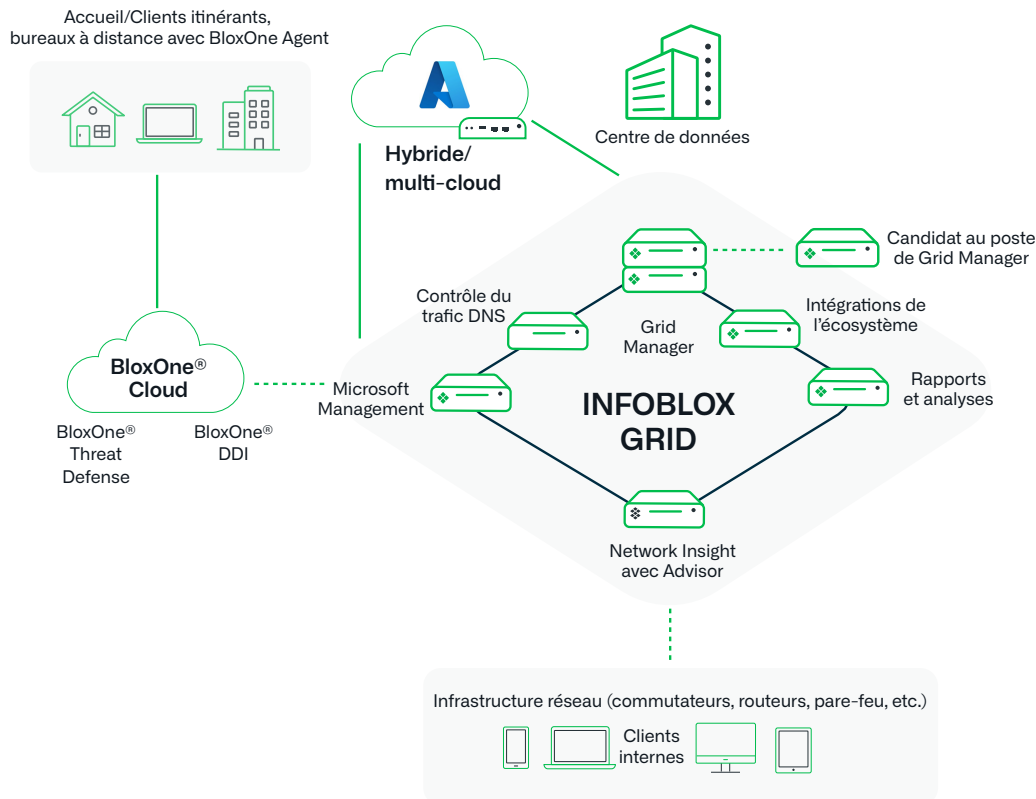 Accueil/Clients itinérants,
bureaux à distance avec BloxOne Agent
Hybride/
multi-cloud
Centre de données
Candidat au poste
de Grid Manager
Contrôle du
trafic DNS
Grid
Manager
Intégrations de
l'écosystème
BloxOne®
Cloud
Microsoft
Management
INFOBLOX
GRID
Rapports
et analyses
BloxOne®
Threat
Defense
BloxOne®
DDI
Network Insight
avec Advisor
Infrastructure réseau (commutateurs, routeurs, pare-feu, etc.)
Clients
internes